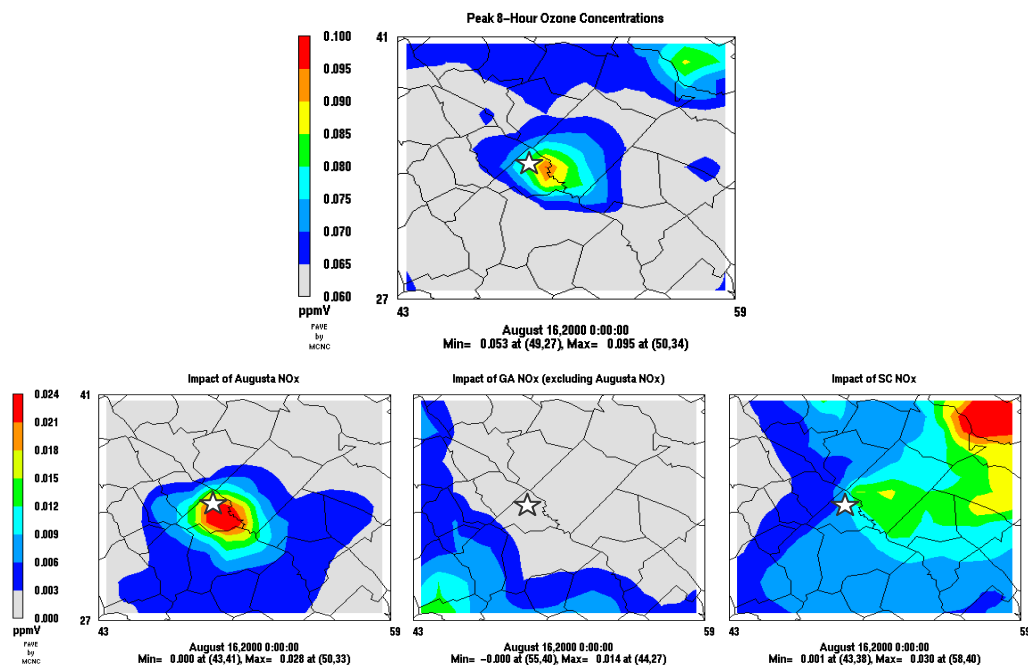 Peak 8-Hour Ozone Concentrations
0.100
0.095
0.090
0.085
0.080
0.075
0.070
0.065
0.060
ppmV
PAVE
by
MCNC
41
27
43
59
August 16,2000 0:00:00
Min= 0.053 at (49,27), Max= 0.095 at (50,34)
Impact of Augusta NOx
0.024
0.021
0.018
0.015
0.012
0.009
0.006
0.003
0.000
ppmV
PAVE
by
MCNC
41
27
43
59
August 16,2000 0:00:00
Min= 0.000 at (43,41), Max= 0.028 at (50,33)
Impact of GA NOx (excluding Augusta NOx)
41
27
43
59
August 16,2000 0:00:00
Min= -0.000 at (55,40), Max= 0.014 at (44,27)
Impact of SC NOx
41
27
43
59
August 16,2000 0:00:00
Min= 0.001 at (43,38), Max= 0.030 at (58,40)